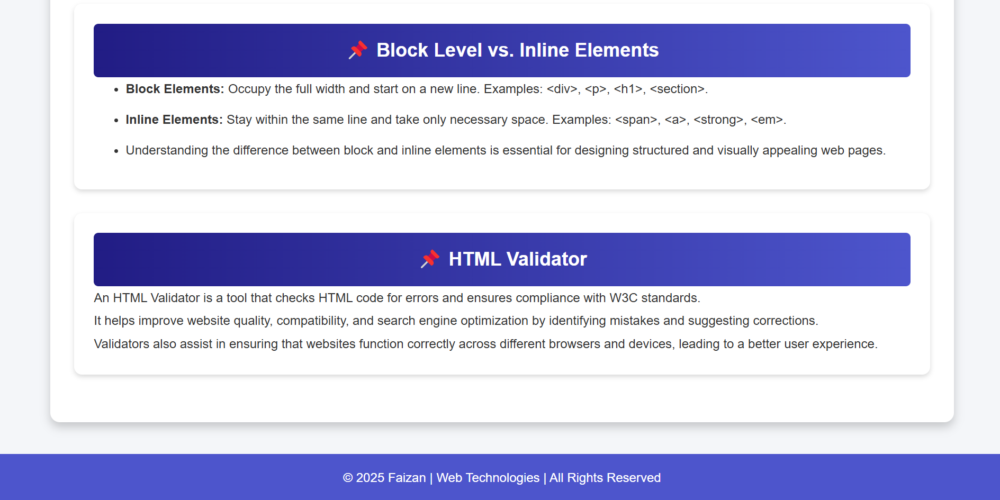 Block Level vs. Inline Elements
• Block Elements: Occupy the full width and start on a new line. Examples: <div>, <p>, <h1>, <section>.
• Inline Elements: Stay within the same line and take only necessary space. Examples: <span>, <a>, <strong>, <em>.
• Understanding the difference between block and inline elements is essential for designing structured and visually appealing web pages.
HTML Validator
An HTML Validator is a tool that checks HTML code for errors and ensures compliance with W3C standards.
It helps improve website quality, compatibility, and search engine optimization by identifying mistakes and suggesting corrections.
Validators also assist in ensuring that websites function correctly across different browsers and devices, leading to a better user experience.
© 2025 Faizan | Web Technologies | All Rights Reserved